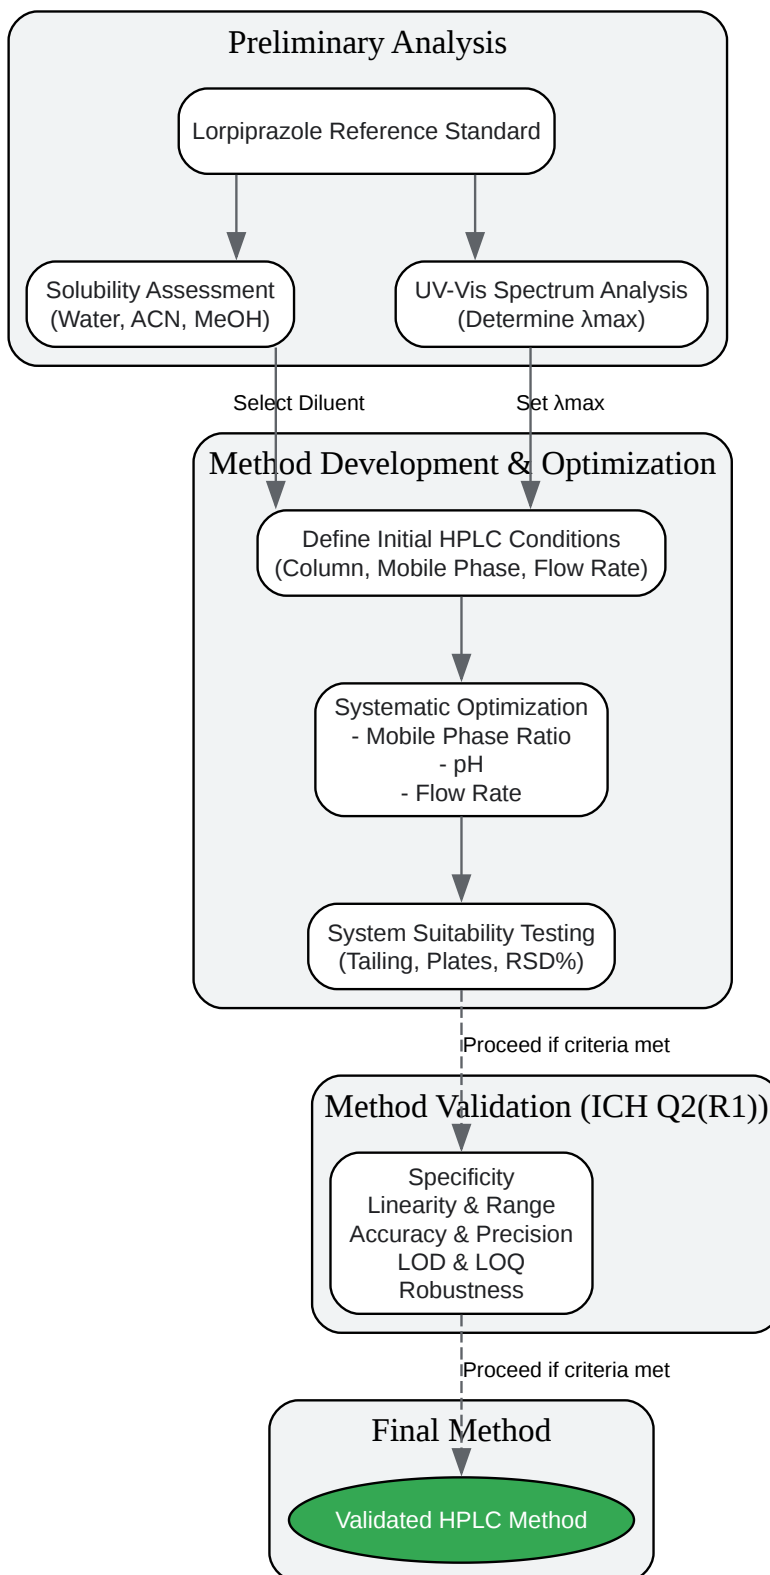 Preliminary Analysis
Lorpiprazole Reference Standard
Solubility Assessment
(Water, ACN, MeOH)
UV-Vis Spectrum Analysis
(Determine λmax)
Select Diluent
Set λmax
Method Development & Optimization
Define Initial HPLC Conditions
(Column, Mobile Phase, Flow Rate)
Systematic Optimization
- Mobile Phase Ratio
- pH
- Flow Rate
System Suitability Testing
(Tailing, Plates, RSD%)
Proceed if criteria met
Method Validation (ICH Q2(R1))
Specificity
Linearity & Range
Accuracy & Precision
LOD & LOQ
Robustness
Proceed if criteria met
Final Method
Validated HPLC Method